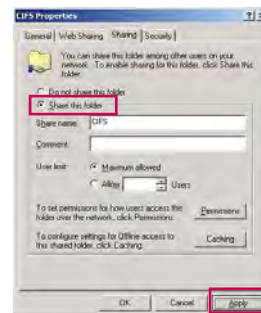 CIFS Properties
General Web Sharing Sharing Security
You can share this folder among other users on your
network. To enable sharing for this folder, click Share this
folder.
Do not share this folder
Share this folder
Share name: CIFS
Comment:
User limit: Maximum allowed
Allow Users
To set permissions for how users access this
folder over the network, click Permissions.
Permissions
To configure settings for Offline access to
this shared folder, click Caching.
Caching
OK Cancel Apply